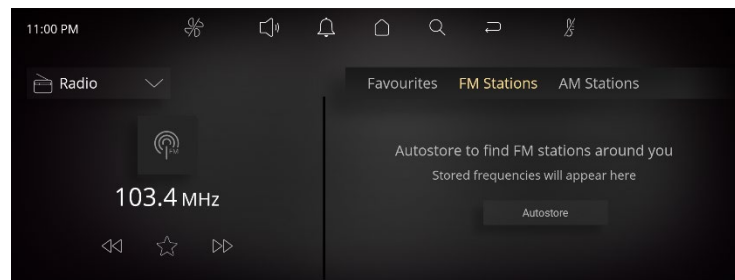 11:00 PM
Radio
Favourites FM Stations AM Stations
FM
Autostore to find FM stations around you
Stored frequencies will appear here
103.4 MHz
Autostore